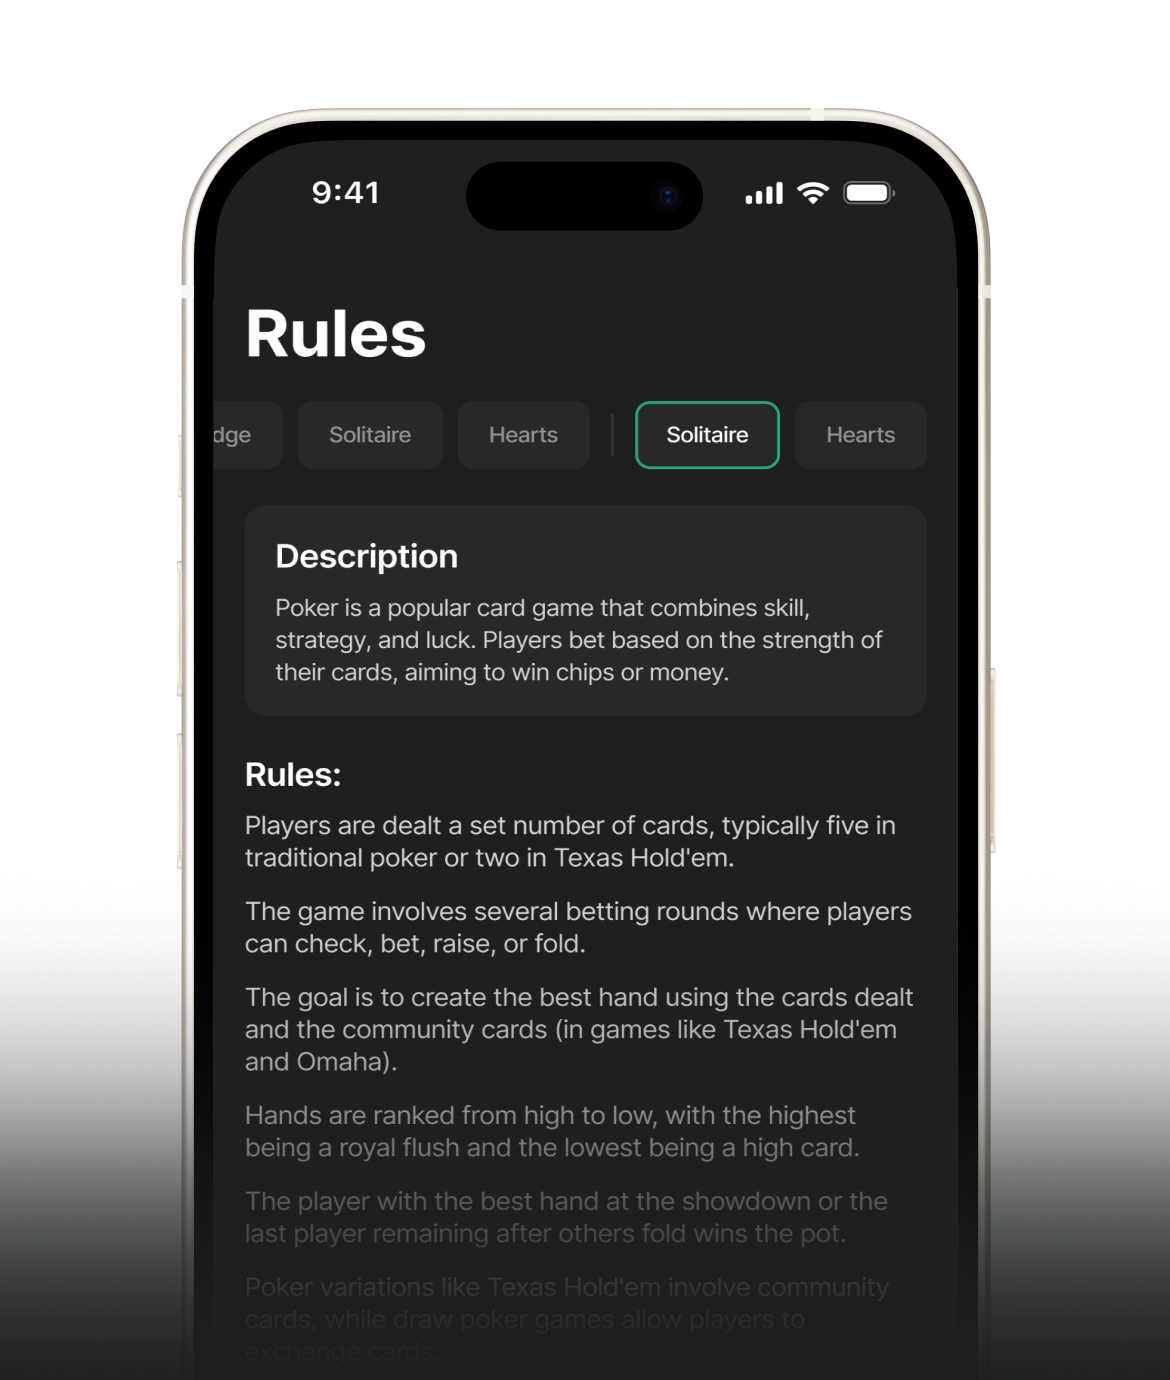 9:41
Rules
dge Solitaire Hearts Solitaire Hearts
Description
Poker is a popular card game that combines skill,
strategy, and luck. Players bet based on the strength of
their cards, aiming to win chips or money.
Rules:
Players are dealt a set number of cards, typically five in
traditional poker or two in Texas Hold'em.
The game involves several betting rounds where players
can check, bet, raise, or fold.
The goal is to create the best hand using the cards dealt
and the community cards (in games like Texas Hold'em
and Omaha).
Hands are ranked from high to low, with the highest
being a royal flush and the lowest being a high card.
The player with the best hand at the showdown or the
last player remaining after others fold wins the pot.
Poker variations like Texas Hold'em involve community
cards, while draw poker games allow players to
exchange cards.